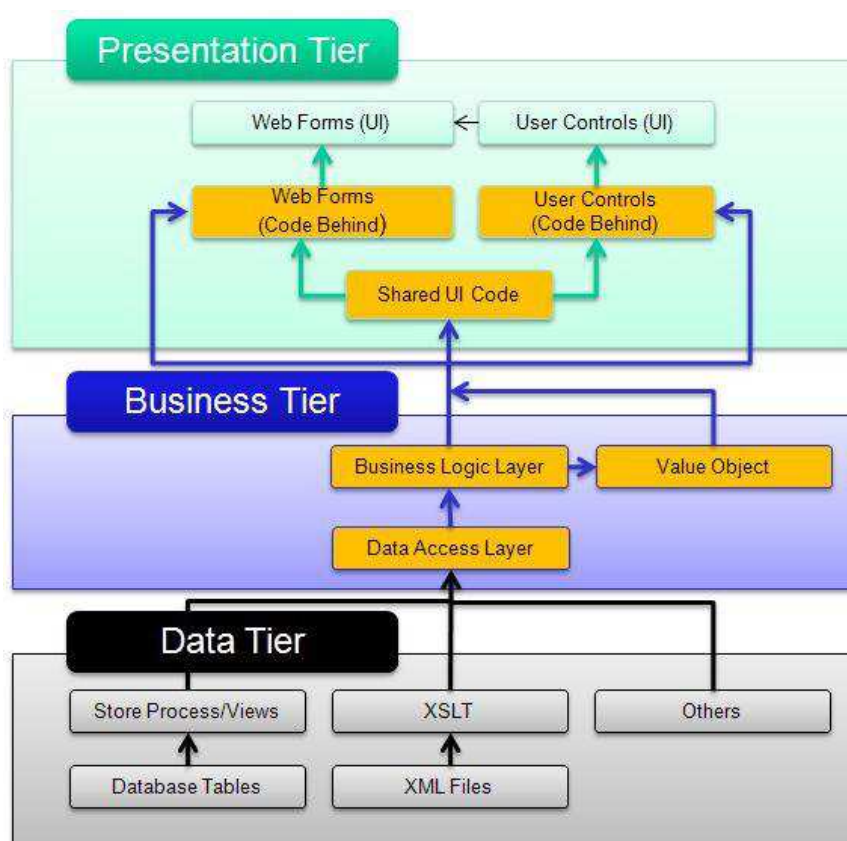 Presentation Tier
Web Forms (UI)
User Controls (UI)
Web Forms
(Code Behind)
User Controls
(Code Behind)
Shared UI Code
Business Tier
Business Logic Layer
Value Object
Data Access Layer
Data Tier
Store Process/Views
XSLT
Others
Database Tables
XML Files